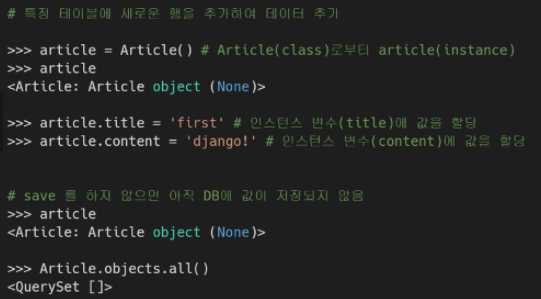 # 특징 테이블에 새로운 행을 추가하여 데이터 추가
>>> article = Article() # Article(class)로부터 article(instance)
>>> article
<Article: Article object (None)>
>>> article.title = 'first' # 인스턴스 변수(title)에 값을 할당
>>> article.content = 'django!' # 인스턴스 변수(content)에 값을 할당
# save 를 하지 않으면 아직 DB에 값이 저장되지 않음
>>> article
<Article: Article object (None)>
>>> Article.objects.all()
<QuerySet []>